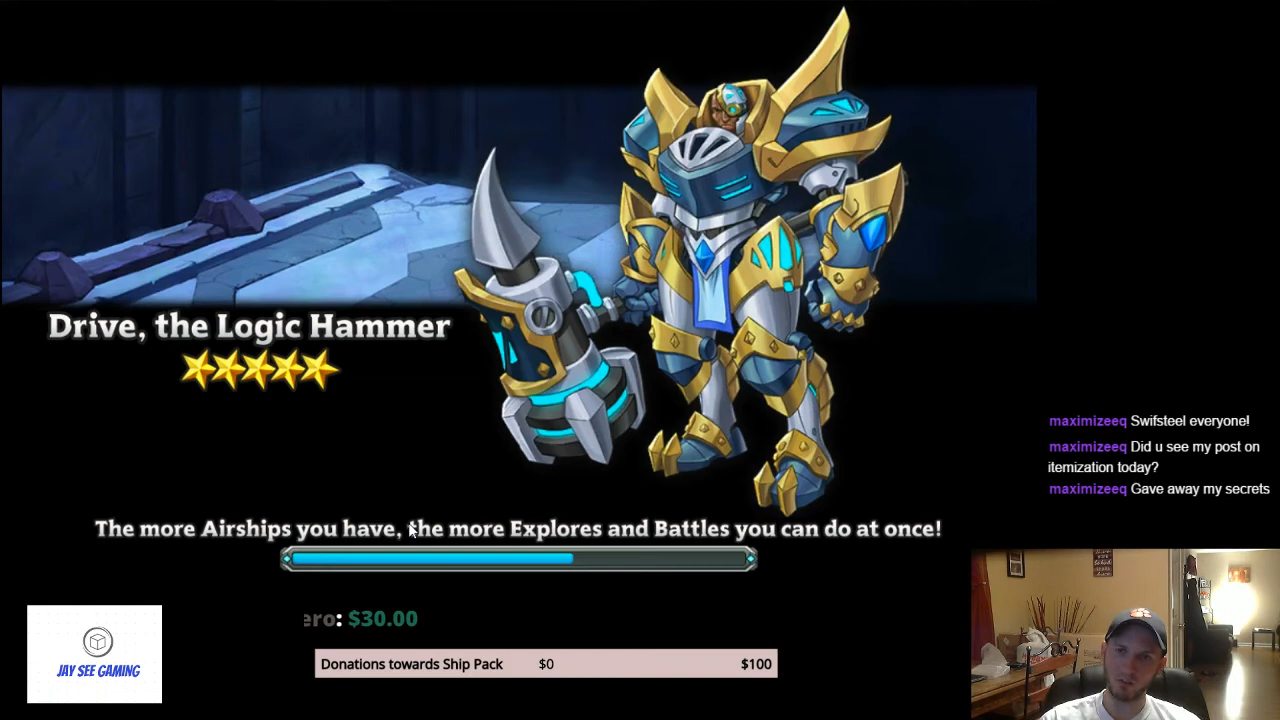 Drive, the Logic Hammer
maximizeeq Swifsteel everyone!
maximizeeq Did u see my post on
itemization today?
maximizeeq Gave away my secrets
The more Airships you have, the more Explores and Battles you can do at once!
ero: $30.00
Donations towards Ship Pack $0 $100
JAY SEE GAMING